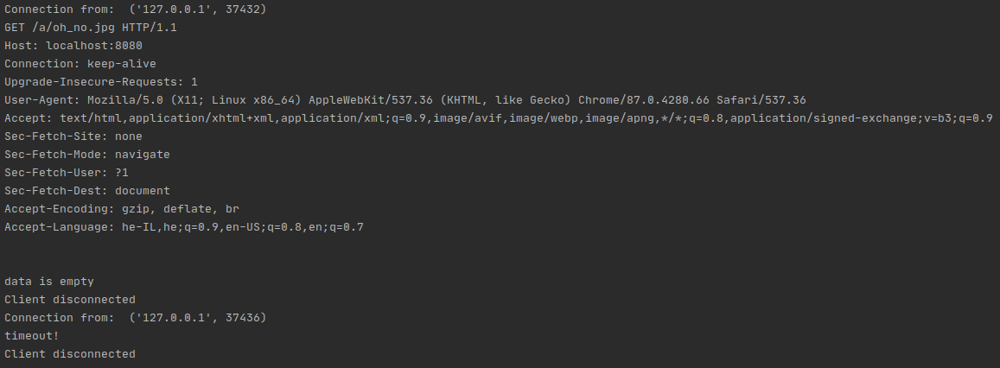 Connection from:  ('127.0.0.1', 37432)
GET /a/oh_no.jpg HTTP/1.1
Host: localhost:8080
Connection: keep-alive
Upgrade-Insecure-Requests: 1
User-Agent: Mozilla/5.0 (X11; Linux x86_64) AppleWebKit/537.36 (KHTML, like Gecko) Chrome/87.0.4280.66 Safari/537.36
Accept: text/html,application/xhtml+xml,application/xml;q=0.9,image/avif,image/webp,image/apng,*/*;q=0.8,application/signed-exchange;v=b3;q=0.9
Sec-Fetch-Site: none
Sec-Fetch-Mode: navigate
Sec-Fetch-User: ?1
Sec-Fetch-Dest: document
Accept-Encoding: gzip, deflate, br
Accept-Language: he-IL,he;q=0.9,en-US;q=0.8,en;q=0.7
data is empty
Client disconnected
Connection from:  ('127.0.0.1', 37436)
timeout!
Client disconnected